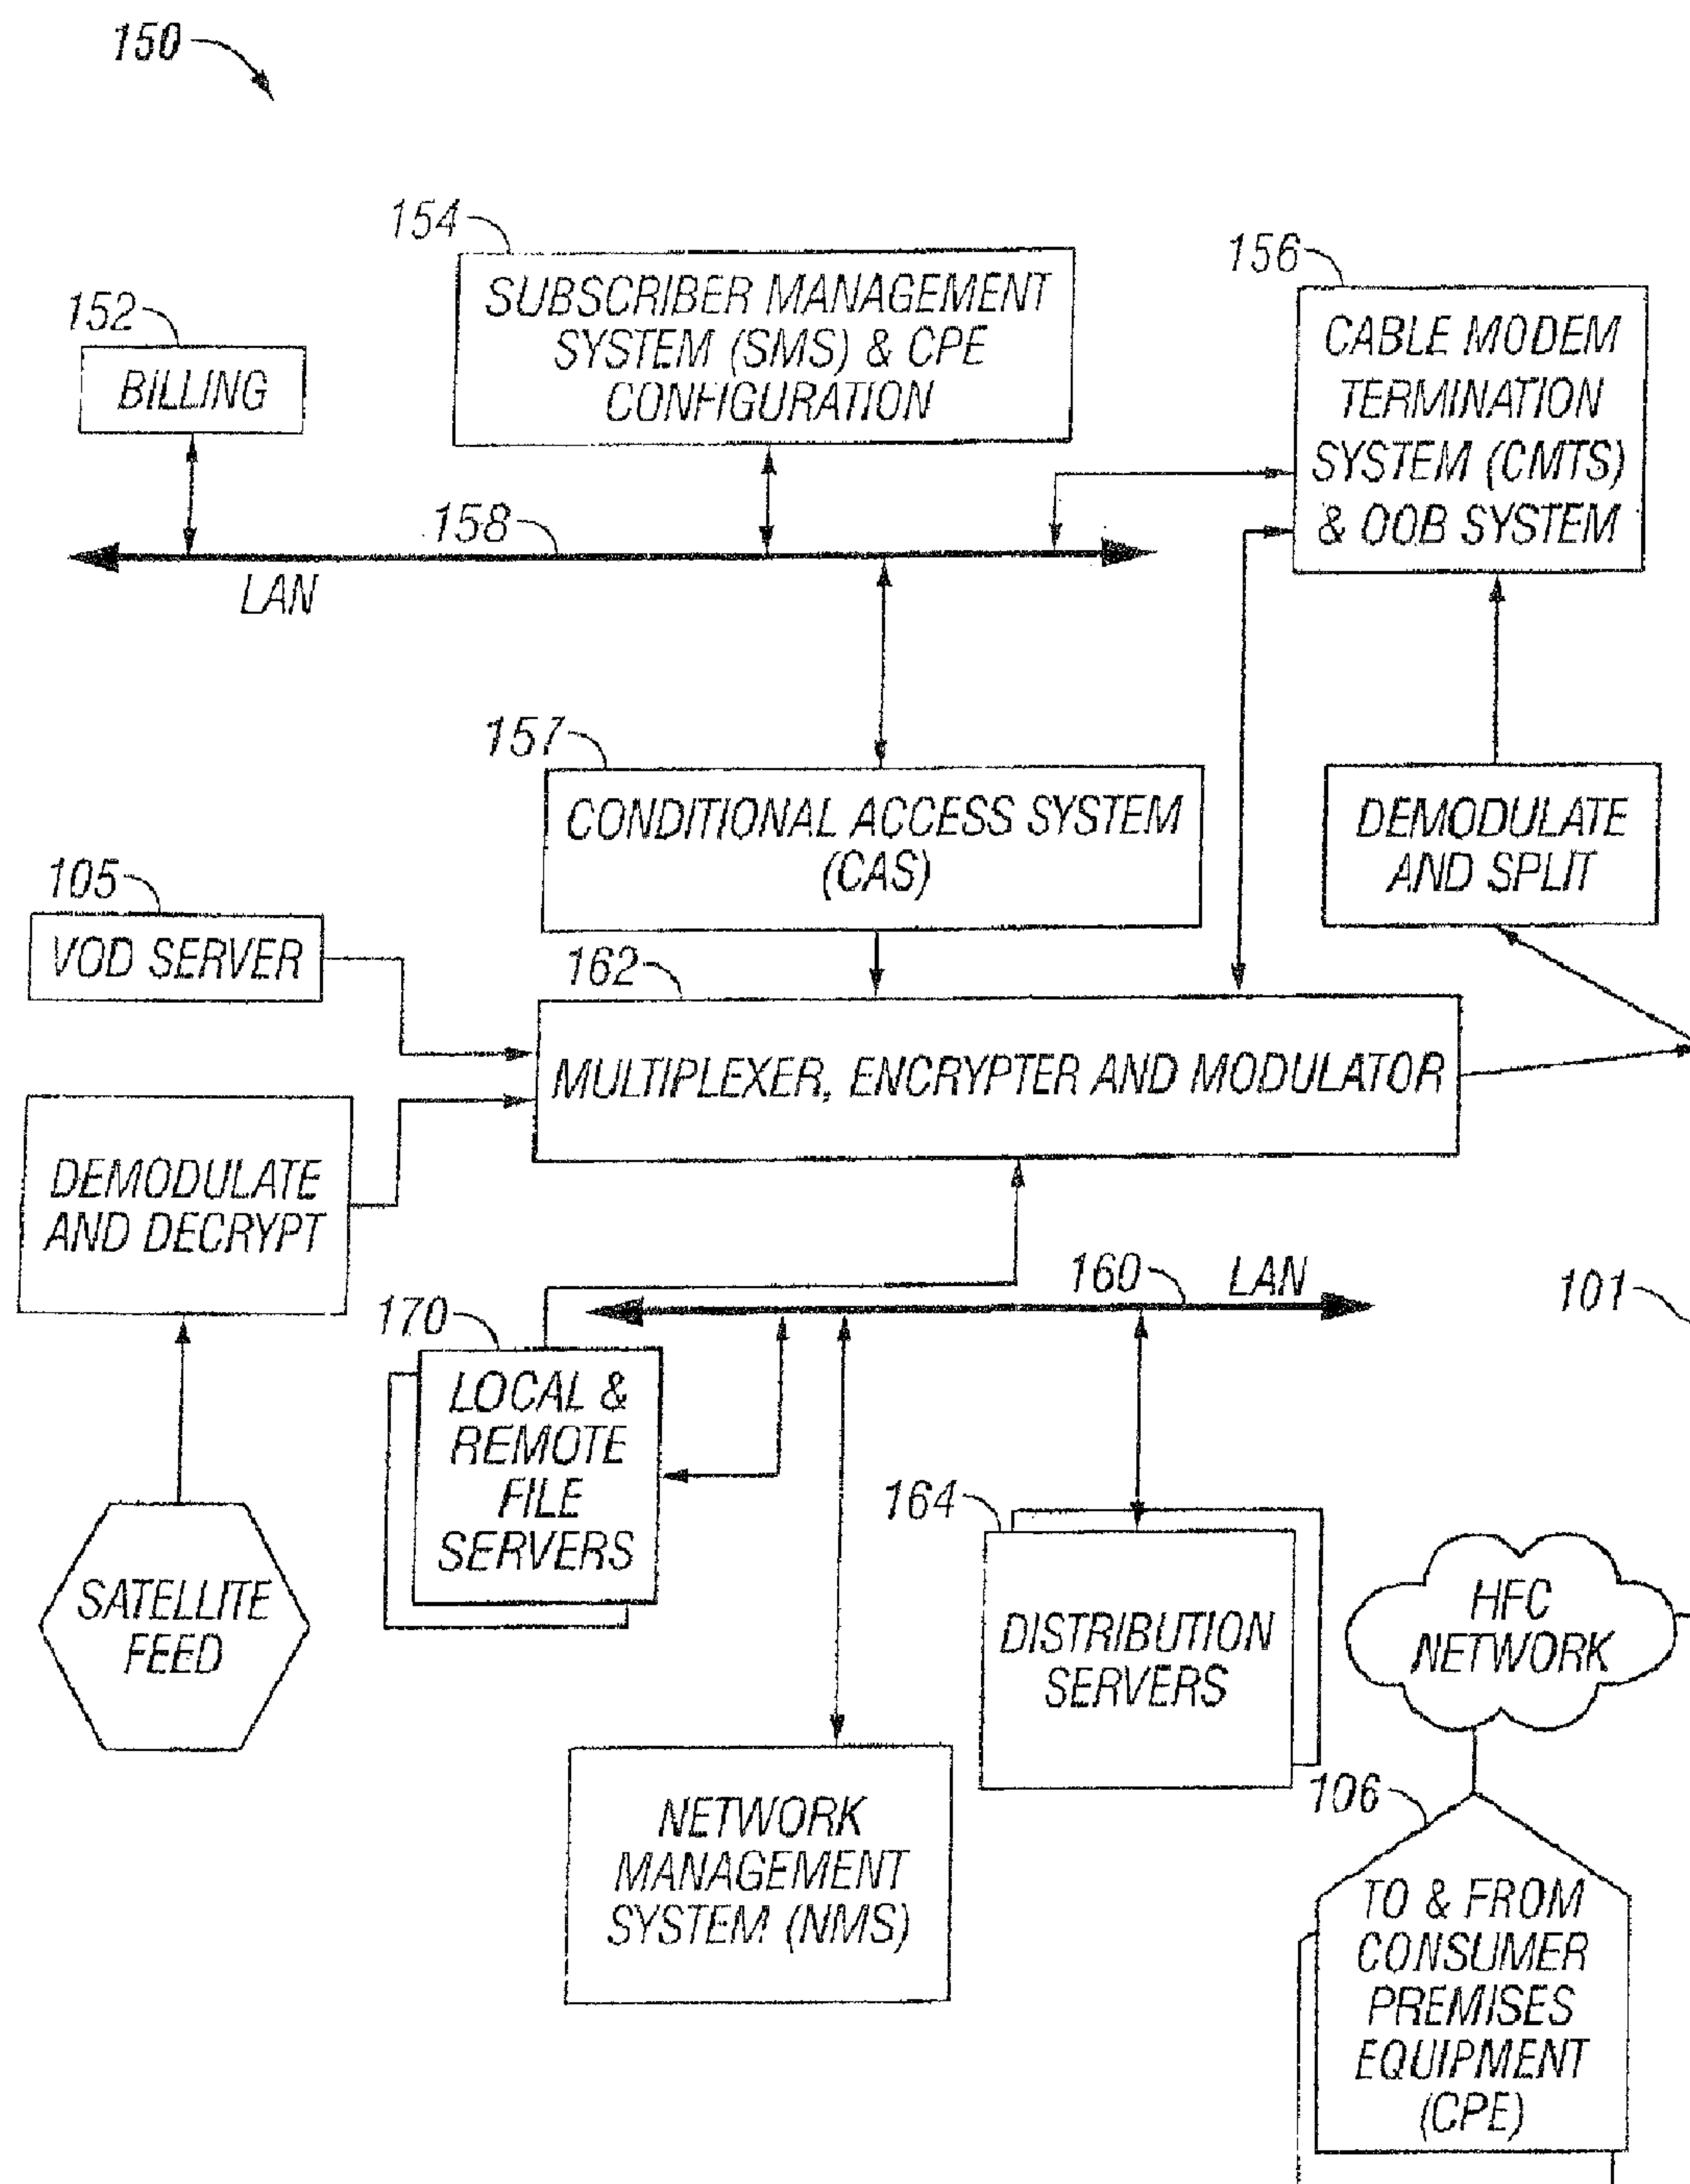 150
154
SUBSCRIBER MANAGEMENT
SYSTEM (SMS) & CPE
CONFIGURATION
156
CABLE MODEM
TERMINATION
SYSTEM (CMTS)
& OOB SYSTEM
152
BILLING
158
LAN
157
CONDITIONAL ACCESS SYSTEM
(CAS)
DEMODULATE
AND SPLIT
105
VOD SERVER
162
MULTIPLEXER, ENCRYPTER AND MODULATOR
DEMODULATE
AND DECRYPT
160
LAN
101
170
LOCAL &
REMOTE
FILE
SERVERS
SATELLITE
FEED
164
DISTRIBUTION
SERVERS
HFC
NETWORK
NETWORK
MANAGEMENT
SYSTEM (NMS)
106
TO & FROM
CONSUMER
PREMISES
EQUIPMENT
(CPE)